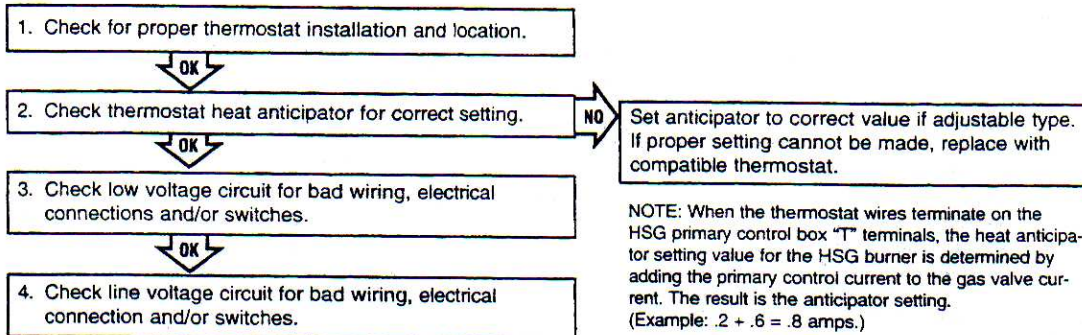 1. Check for proper thermostat installation and location.
OK
2. Check thermostat heat anticipator for correct setting.
NO
Set anticipator to correct value if adjustable type.
If proper setting cannot be made, replace with
compatible thermostat.
OK
3. Check low voltage circuit for bad wiring, electrical
connections and/or switches.
OK
4. Check line voltage circuit for bad wiring, electrical
connection and/or switches.
NOTE: When the thermostat wires terminate on the
HSG primary control box "T" terminals, the heat anticipa-
tor setting value for the HSG burner is determined by
adding the primary control current to the gas valve cur-
rent. The result is the anticipator setting.
(Example: .2 + .6 = .8 amps.)